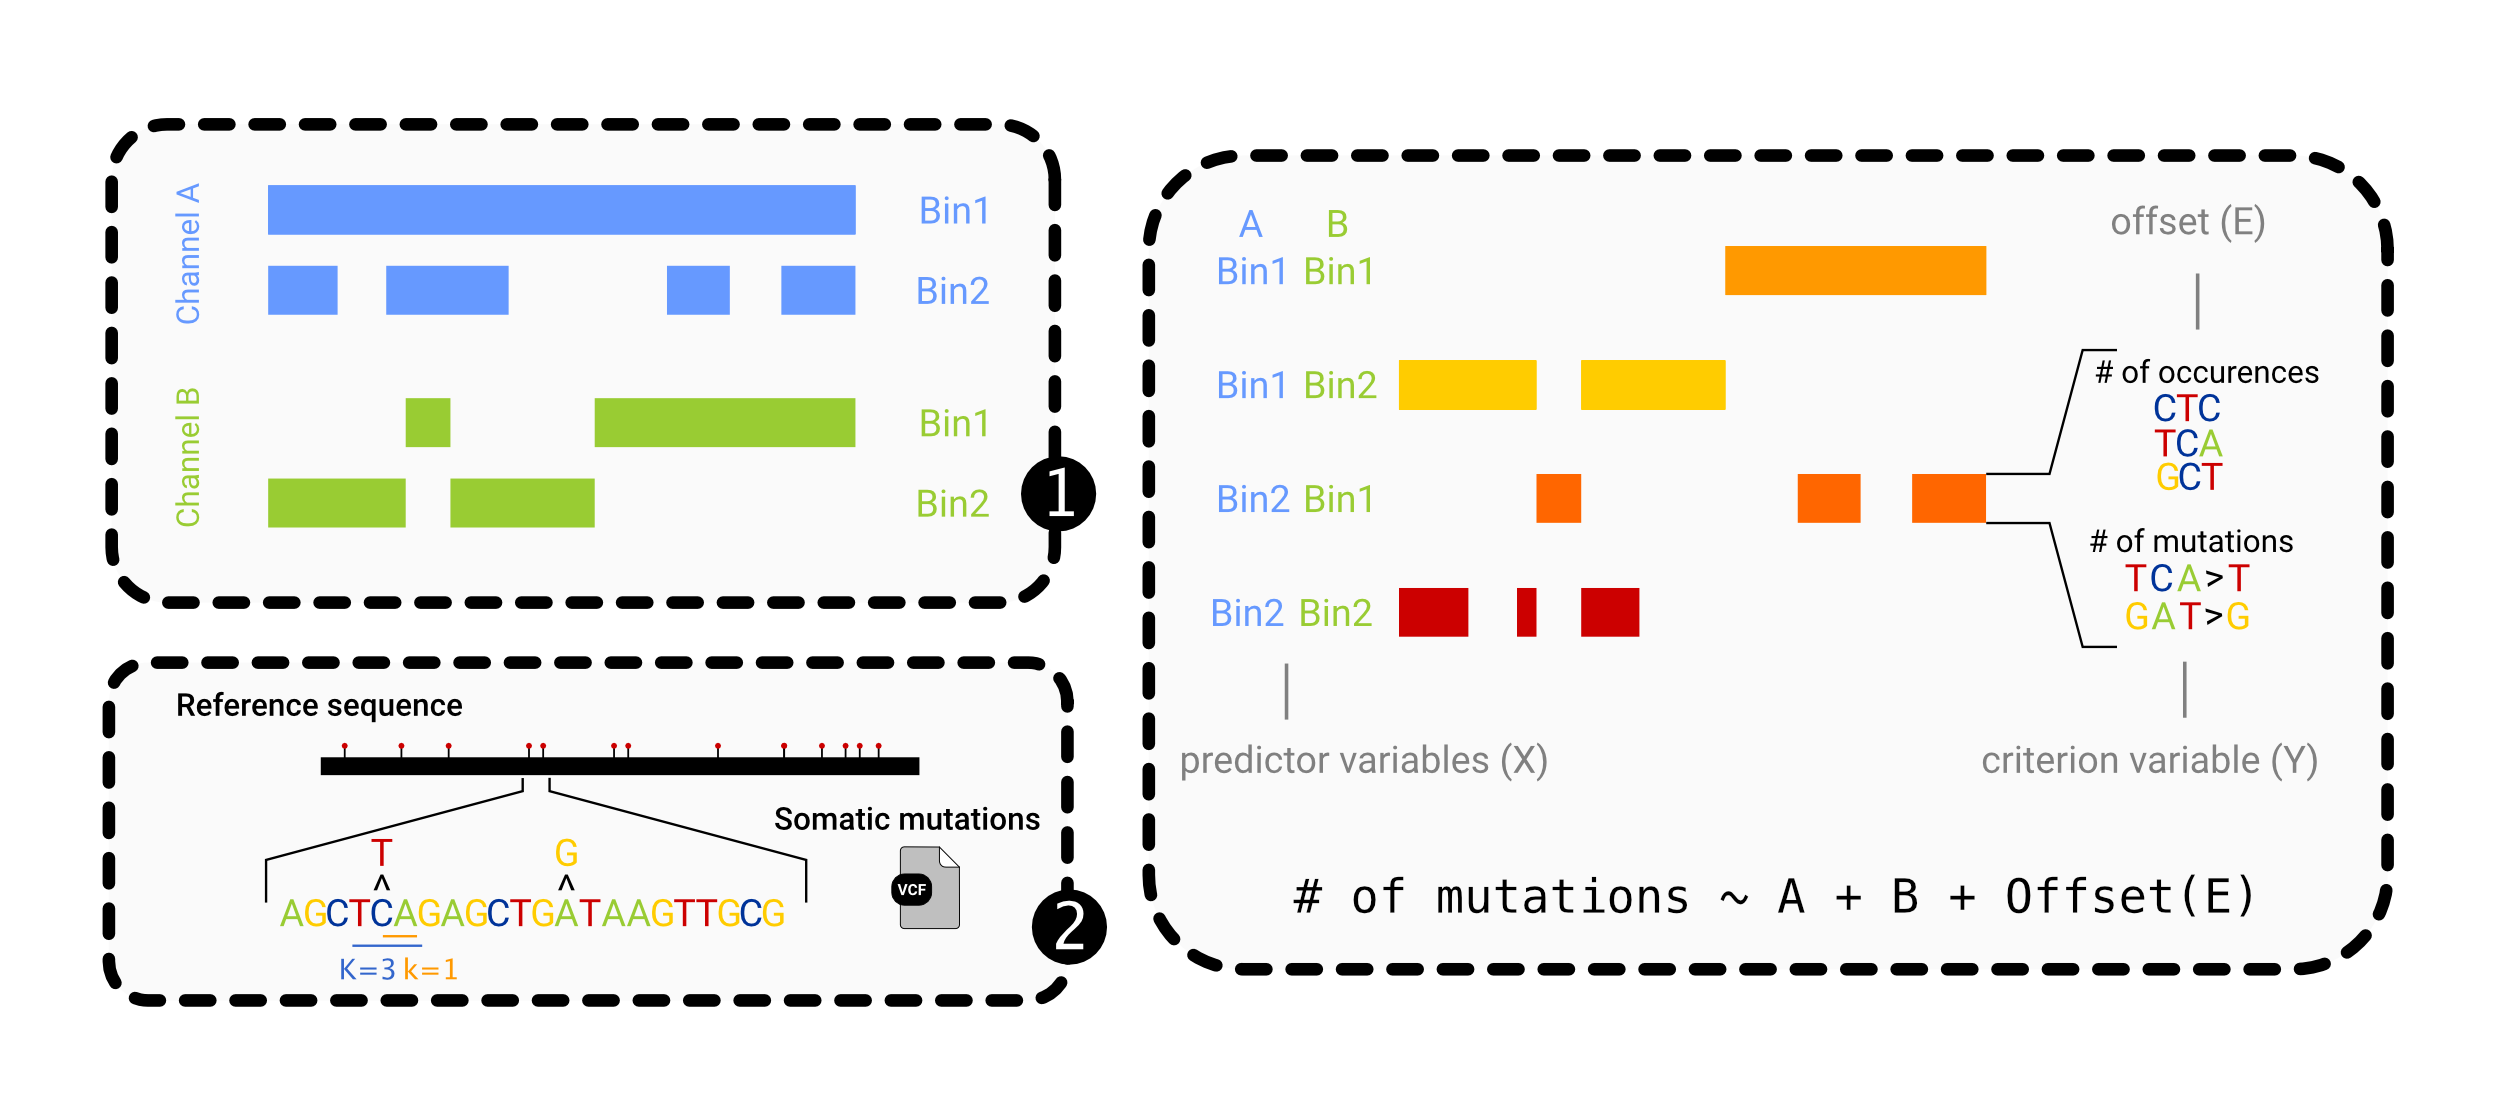 Channel A
Bin1
Bin2
Channel B
Bin1
Bin2
1
Reference sequence
Somatic mutations
T G
^ ^
AGCTCAGAGCTGATAAGTTGCG
K=3 k=1
VCF
2
A B
Bin1 Bin1
Bin1 Bin2
Bin2 Bin1
Bin2 Bin2
predictor variables (X)
offset (E)
# of occurences
CTC
TCA
GCT
# of mutations
TCA>T
GAT>G
criterion variable (Y)
# of mutations ~ A + B + Offset(E)